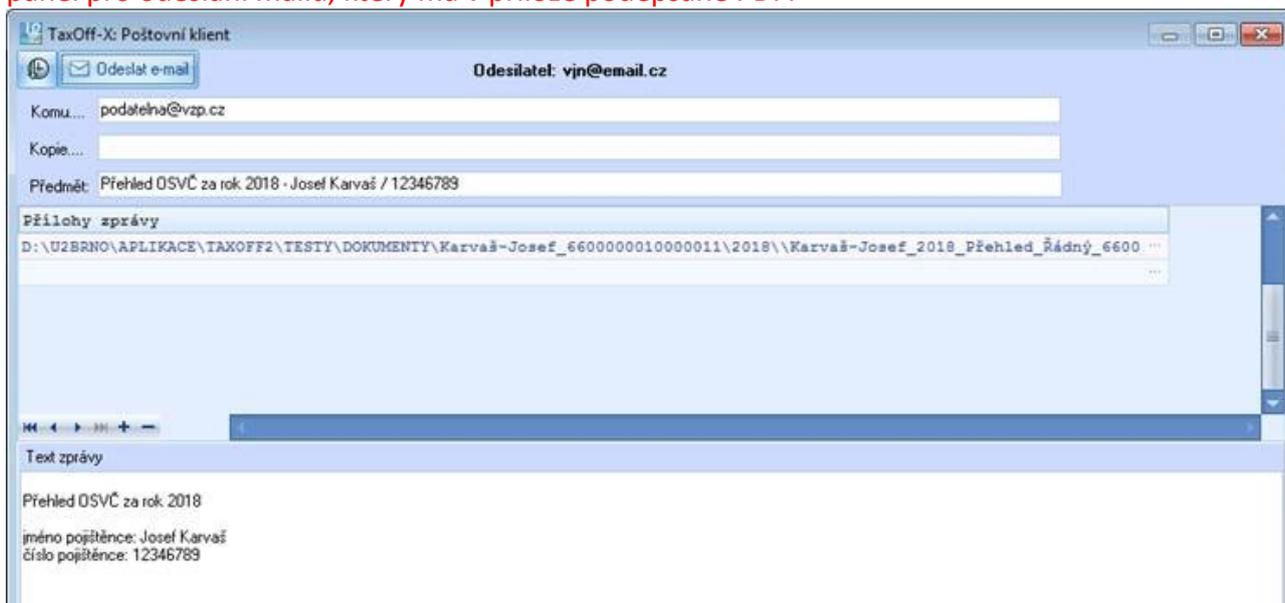 panel pro odeslání mailu, který má v příloze podepsané PDF.
TaxOff-X: Poštovní klient
Odeslat e-mail
Odesílatel: vjn@email.cz
Komu.... podatelna@vzp.cz
Kopie....
Předmět: Přehled OSVČ za rok 2018 - Josef Karvaš / 12346789
Přílohy zprávy
D:\U2BRNO\APLIKACE\TAXOFF2\TESTY\DOKUMENTY\Karvaš-Josef_6600000010000011\2018\\Karvaš-Josef_2018_Přehled_Řádný_6600 ...
...
Text zprávy
Přehled OSVČ za rok 2018
jméno pojištěnce: Josef Karvaš
číslo pojištěnce: 12346789